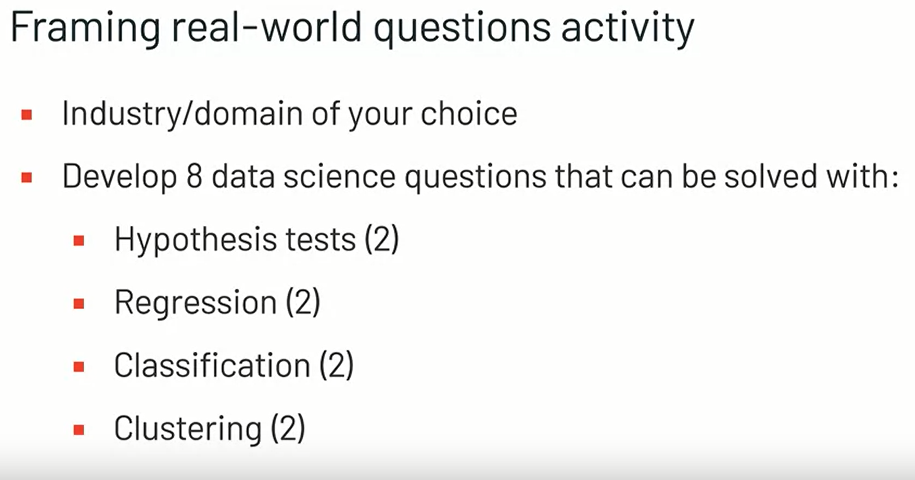 Framing real-world questions activity
Industry/domain of your choice
Develop 8 data science questions that can be solved with:
Hypothesis tests (2)
Regression (2)
Classification (2)
Clustering (2)